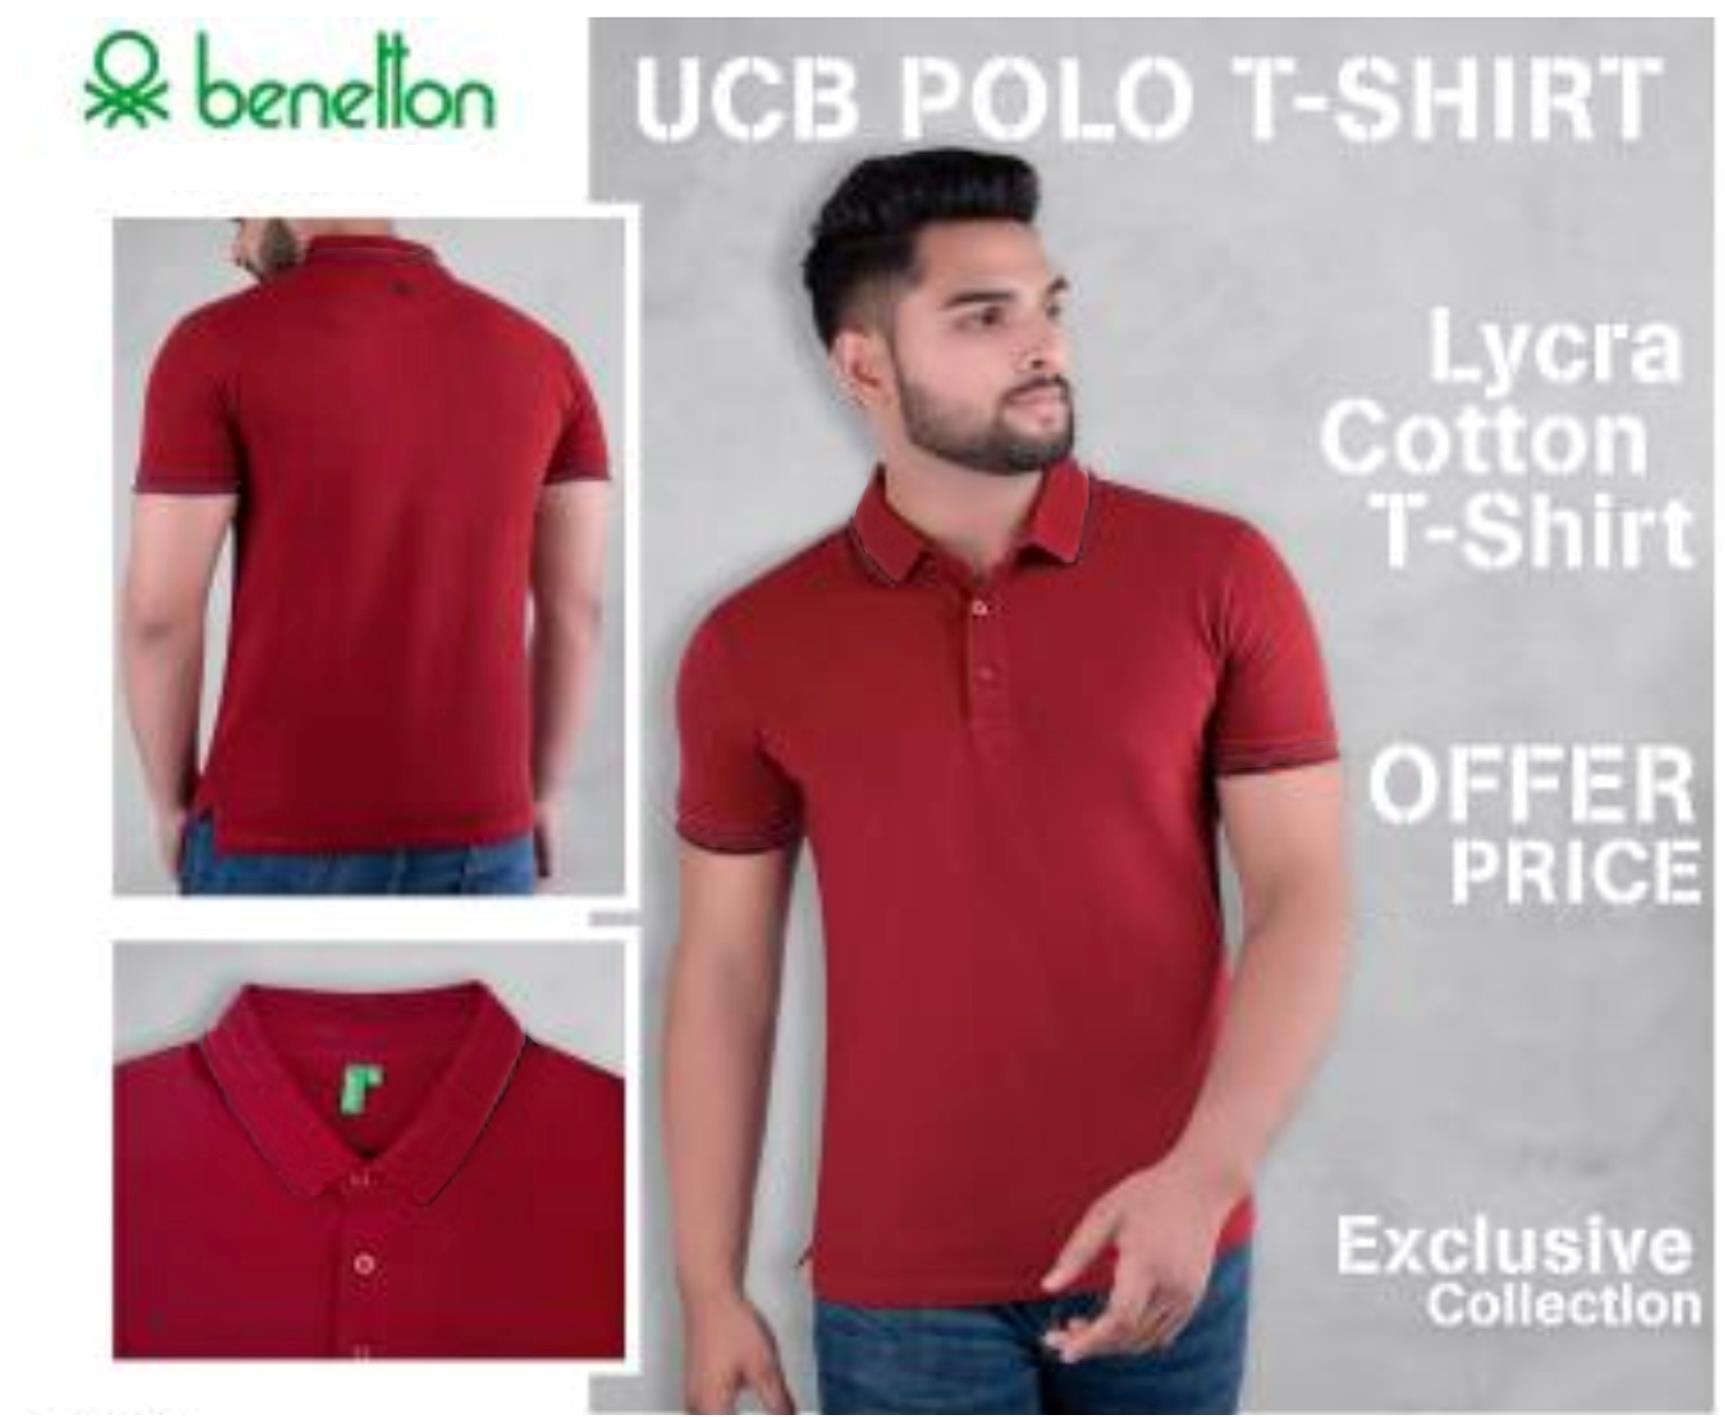 benetton
UCB POLO T-SHIRT
Lycra
Cotton
T-Shirt
OFFER
PRICE
Exclusive
Collection